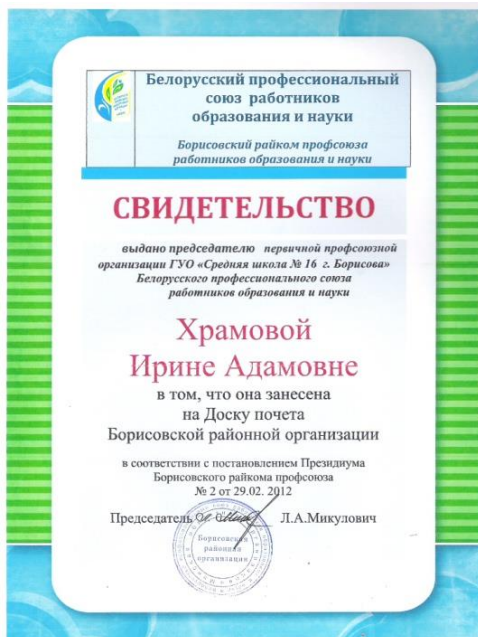 Белорусский профессиональный
союз работников
образования и науки
Борисовский райком профсоюза
работников образования и науки
СВИДЕТЕЛЬСТВО
выдано председателю первичной профсоюзной
организации ГУО «Средняя школа № 16 г. Борисова»
Белорусского профессионального союза
работников образования и науки
Храмовой
Ирине Адамовне
в том, что она занесена
на Доску почета
Борисовской районной организации
в соответствии с постановлением Президиума
Борисовского райкома профсоюза
№ 2 от 29.02. 2012
Председатель Л.А.Микулович
Борисовская
районная
организация